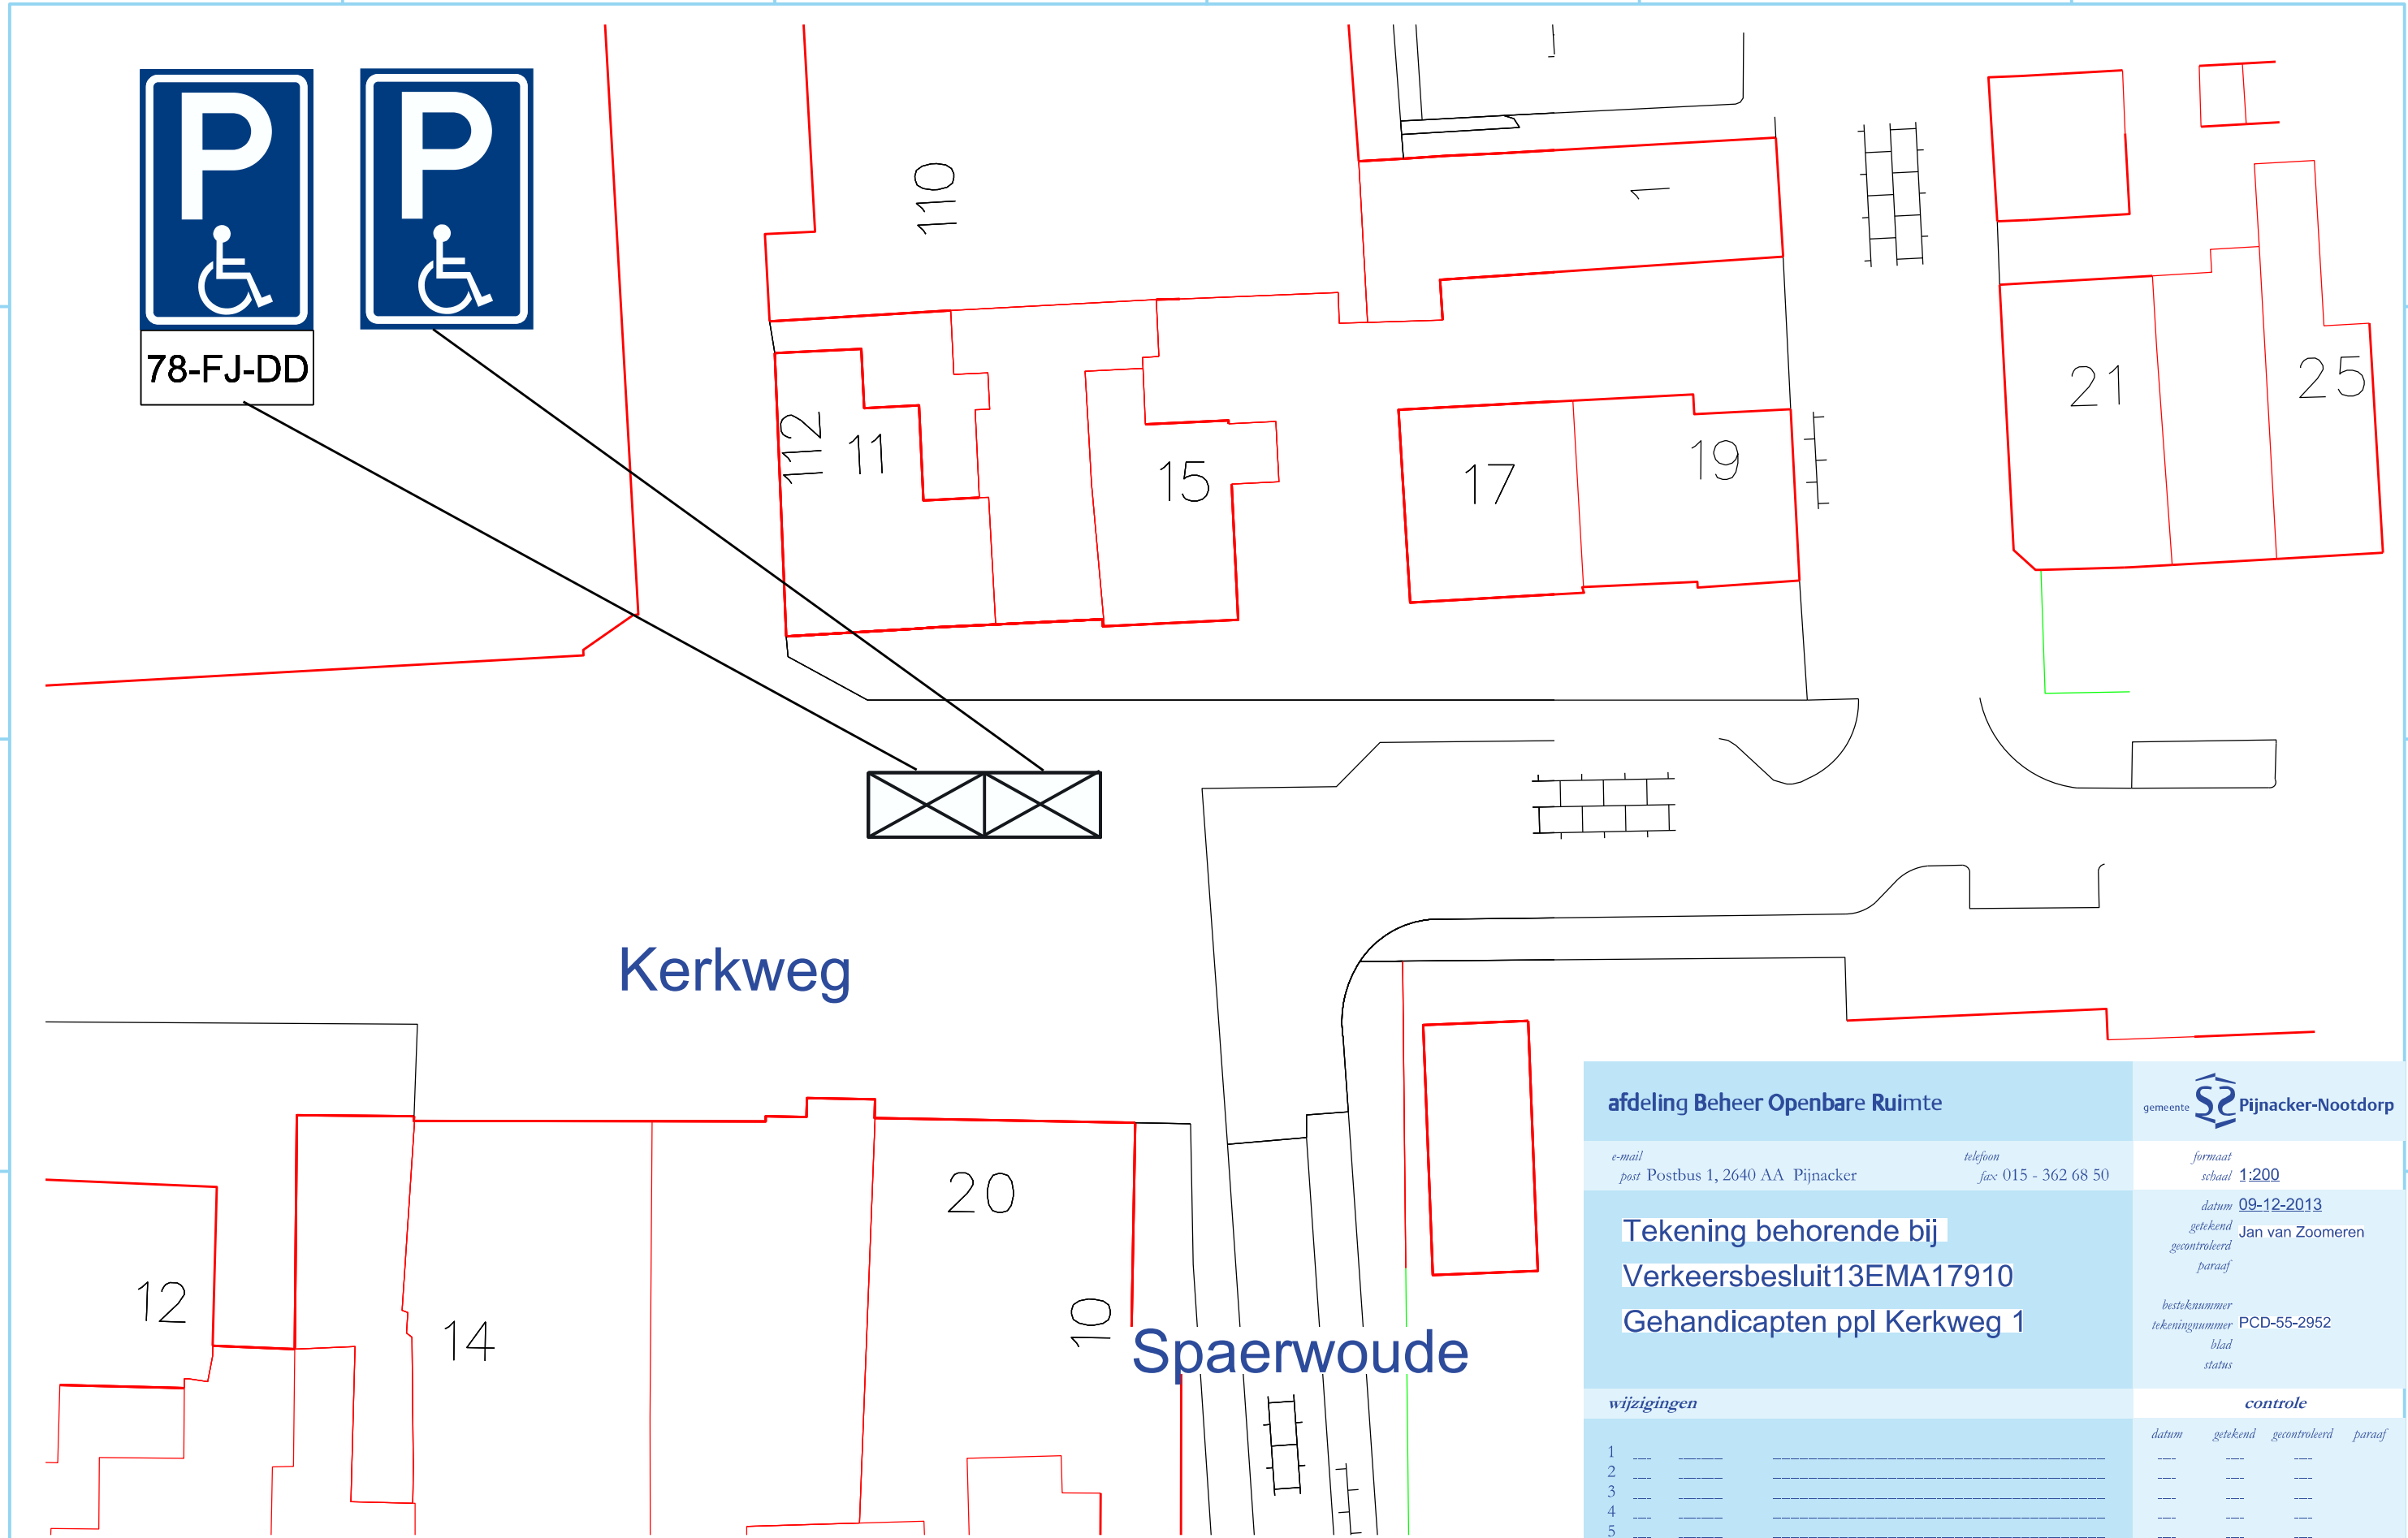 P
P
78-FJ-DD
110
1
112
11
15
17
19
21
25
Kerkweg
12
14
20
10
Spaerwoude
afdeling Beheer Openbare Ruimte
gemeente Pijnacker-Nootdorp
e-mail
telefoon
post Postbus 1, 2640 AA Pijnacker
fax 015 - 362 68 50
formaat
schaal 1:200
datum 09-12-2013
getekend Jan van Zoomeren
gecontroleerd
paraaf
Tekening behorende bij
Verkeersbesluit13EMA17910
Gehandicapten ppl Kerkweg 1
besteknummer
tekeningnummer PCD-55-2952
blad
status
wijzigingen
controle
datum getekend gecontroleerd paraaf
1
2
3
4
5